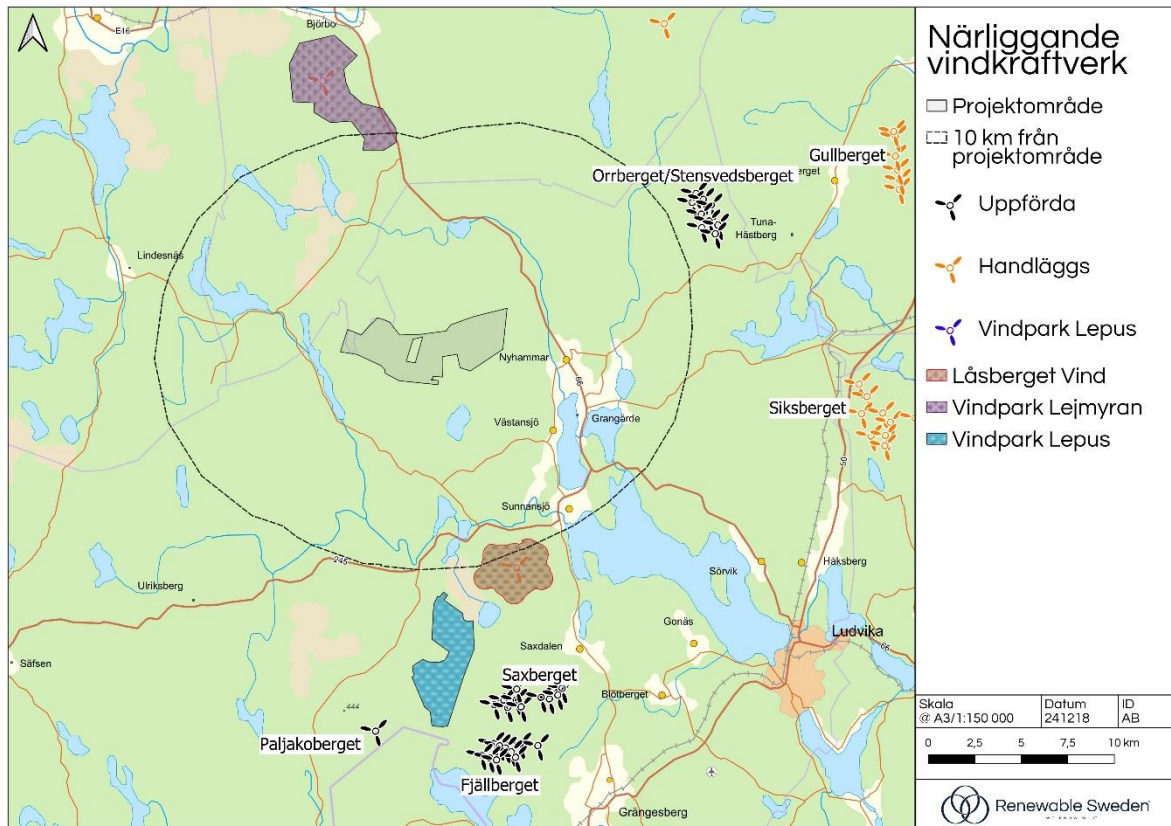 Närliggande
vindkraftverk
Projektområde
10 km från
projektområde
Uppförda
Handläggs
Vindpark Lepus
Låsberget Vind
Vindpark Lejmyran
Vindpark Lepus
Skala
@ A3/1:150 000
Datum
241218
ID
AB
0 2,5 5 7,5 10 km
Renewable Sweden
E16
Björbo
Gullberget
Orrberget/Stensvedsberget
Tuna-
Hästberg
Lindesnäs
Nyhammar
66
Västansjö
Grangärde
Siksberget
50
Sunnansjö
245
Ulriksberg
Sörvik
Håksberg
Ludvika
66
Gonäs
Saxdalen
Säfsen
Saxberget
Blötberget
444
Paljakoberget
Fjällberget
Grängesberg